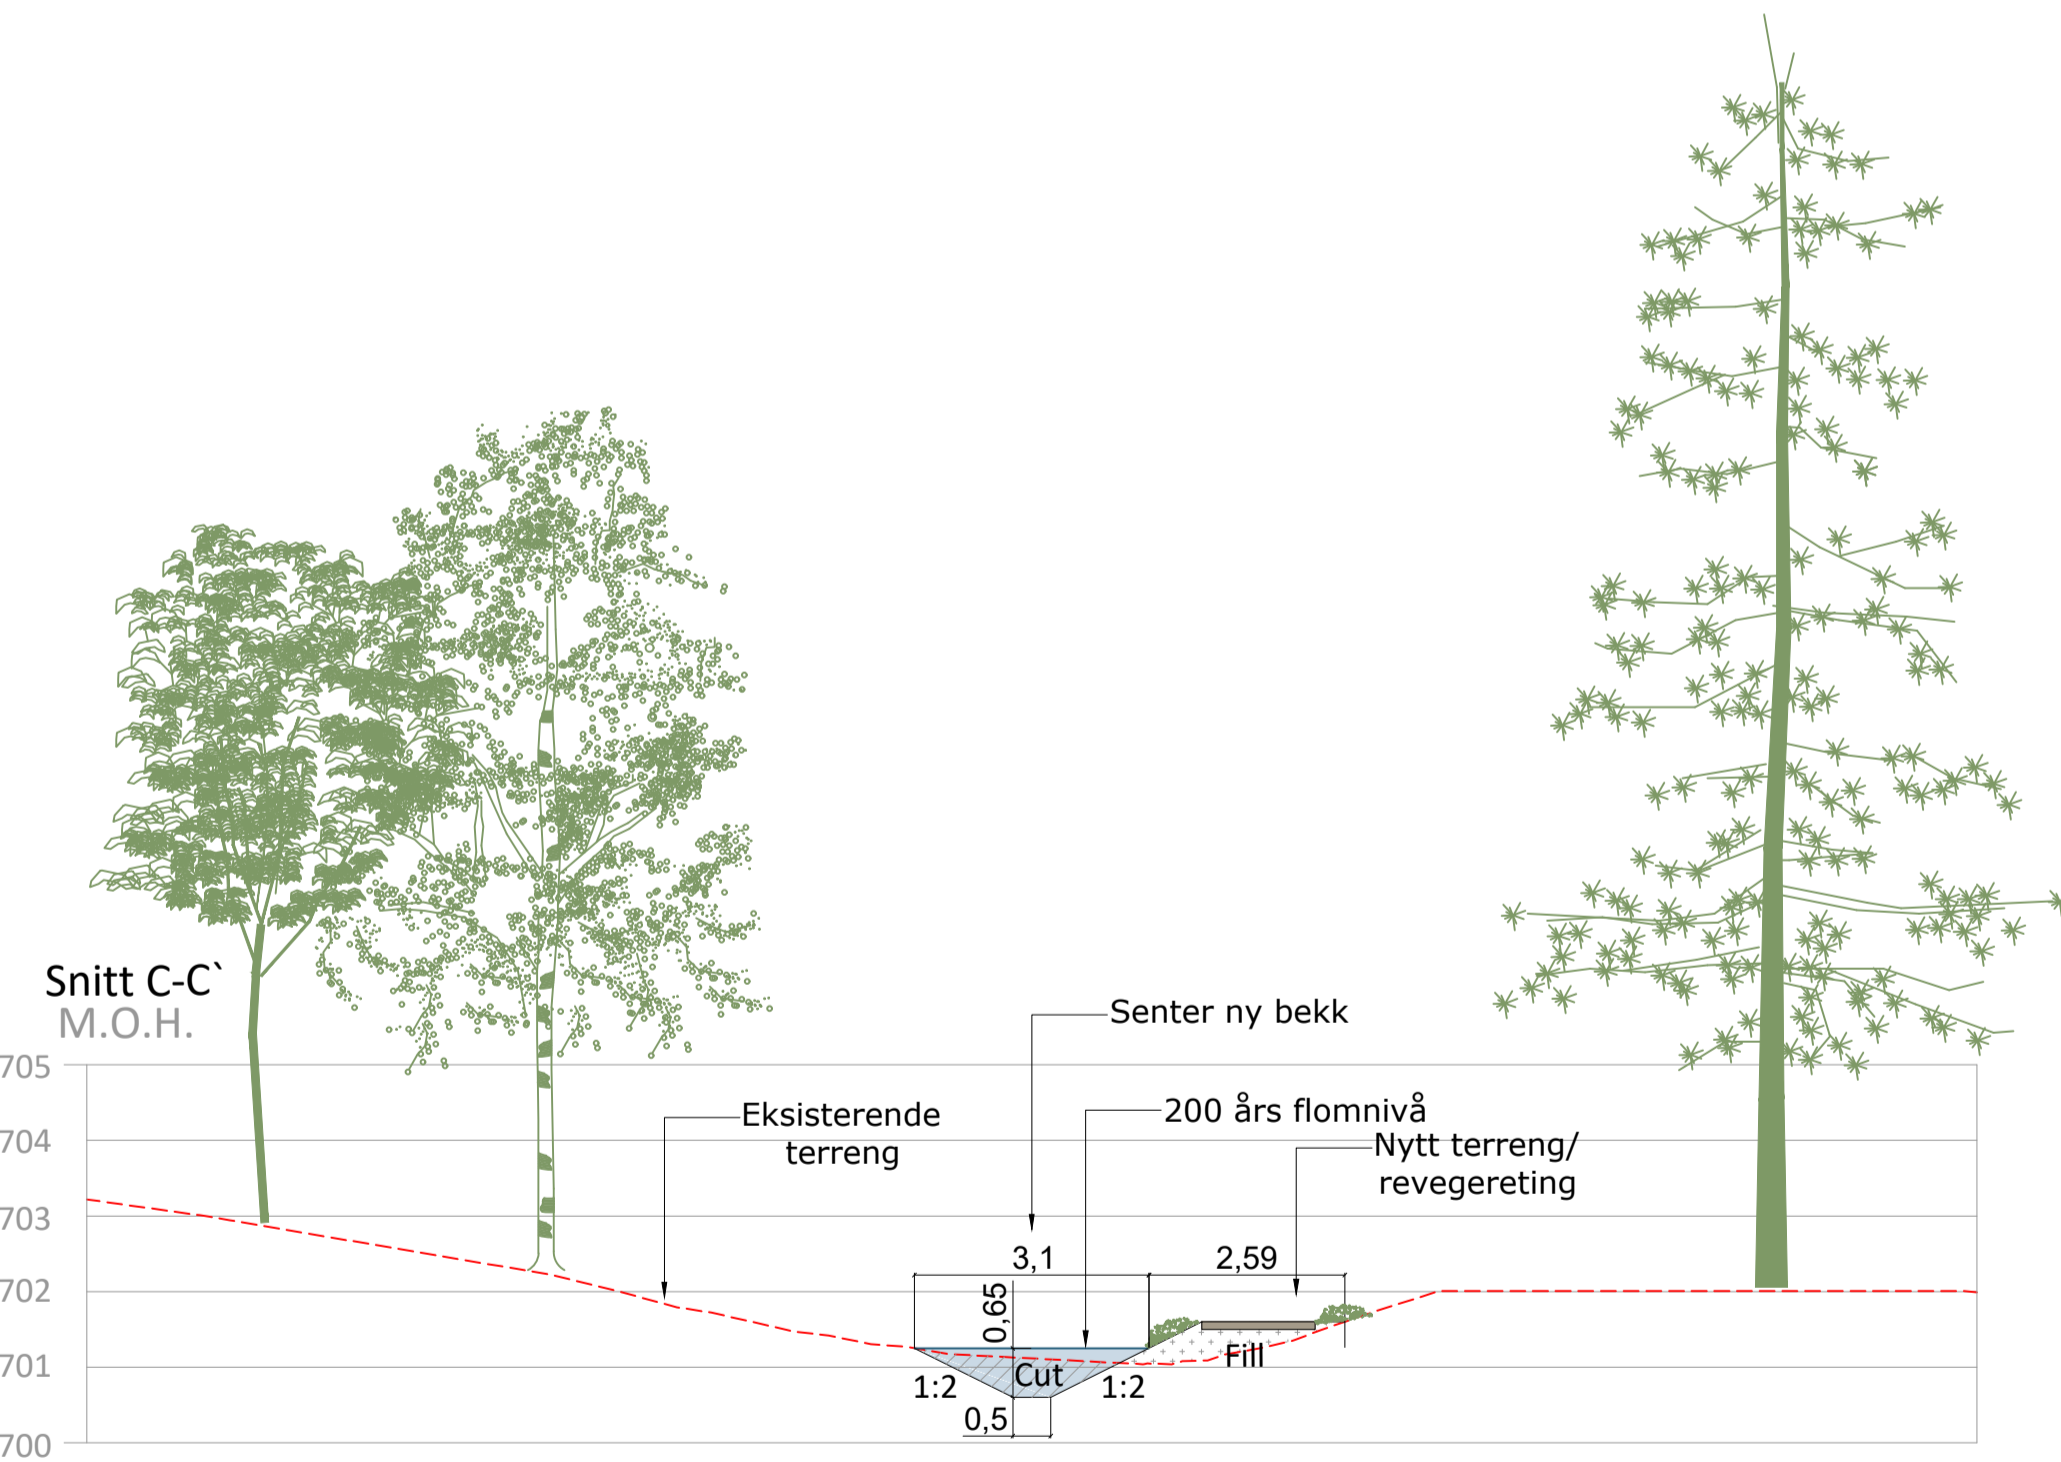 Snitt C-C`
M.O.H.
Senter ny bekk
705
Eksisterende
terreng
200 års flomnivå
704
Nytt terreng/
revegereting
703
3,1
2,59
702
0,65
701
Fill
Cut
1:2
1:2
0,5
700